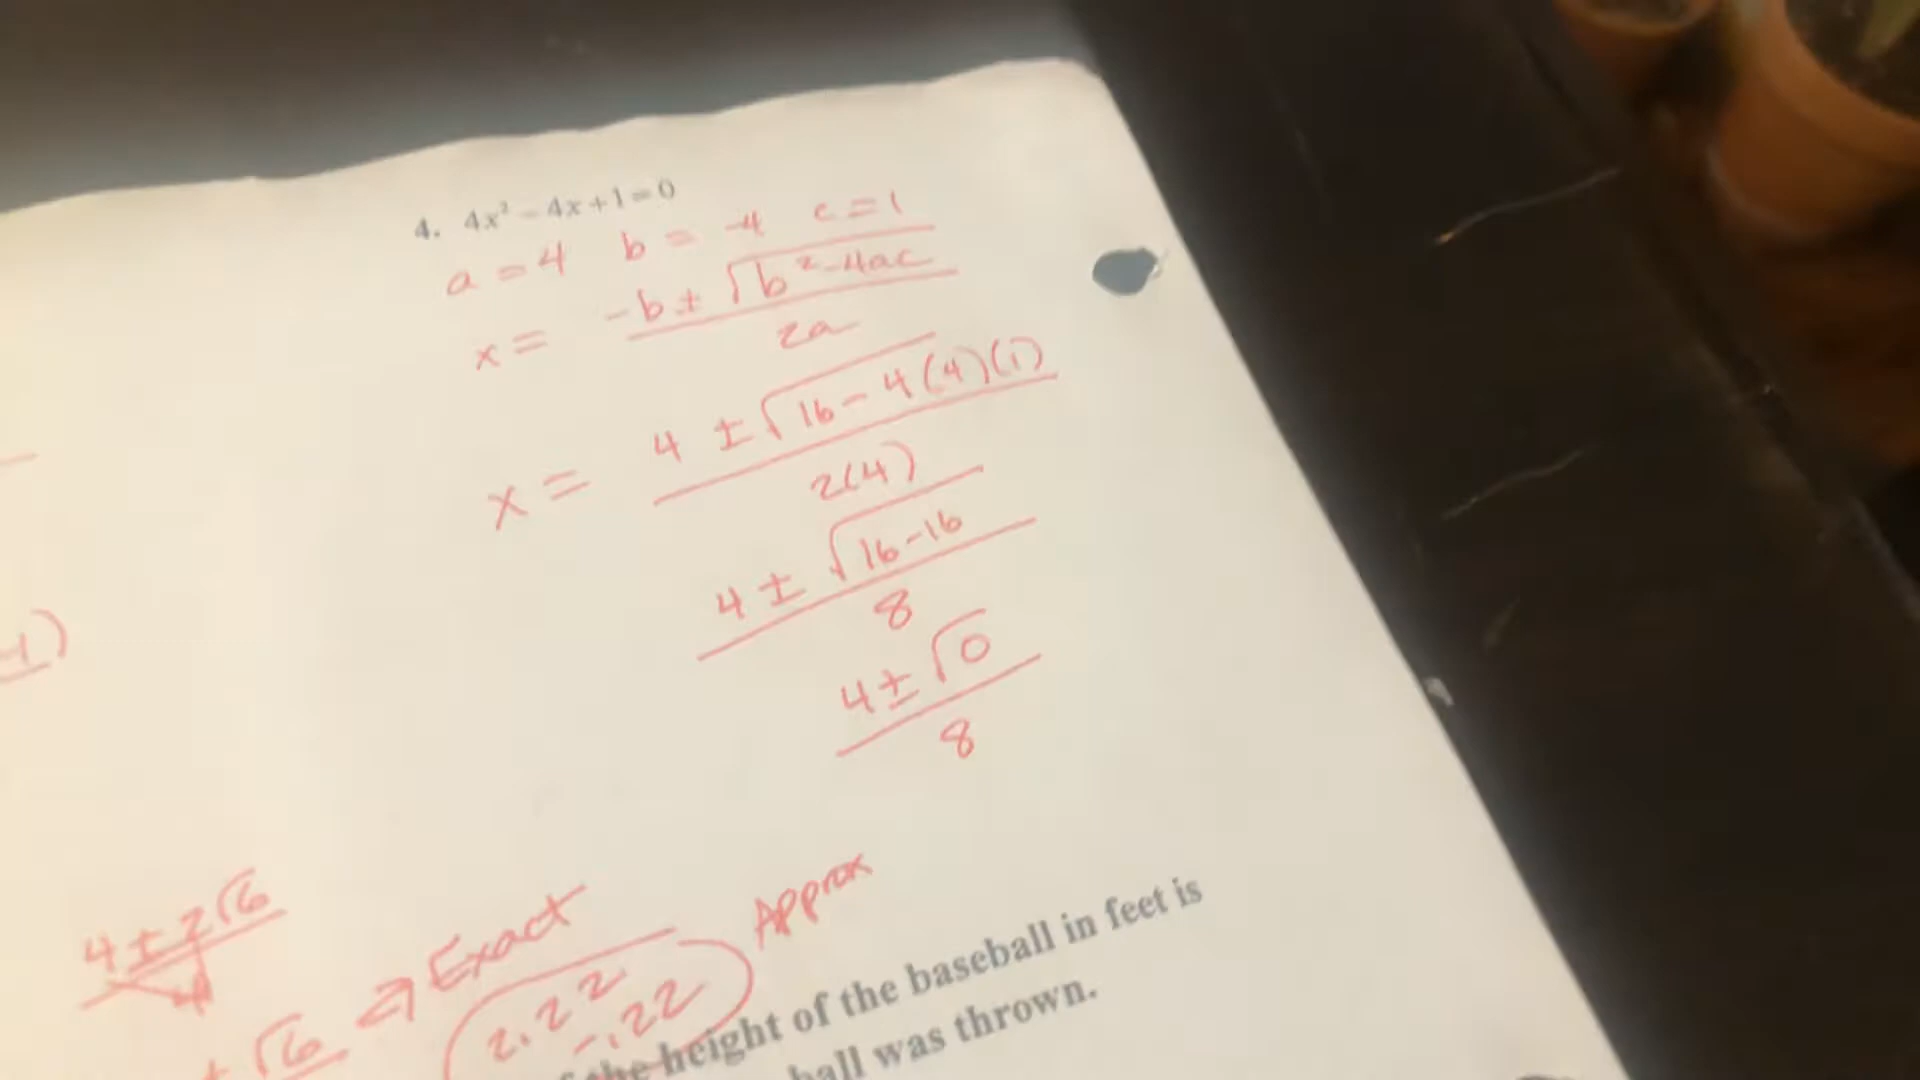 4. 4x² - 4x + 1 = 0
a = 4 b = -4 c = 1
x = -b ± √b²-4ac
2a
x = 4 ± √16 - 4(4)(1)
2(4)
4 ± √16-16
8
4 ± √0
8
4 ± 2√6
√6 → Exact
2.22
-.22
Approx
the height of the baseball in feet is
ball was thrown.